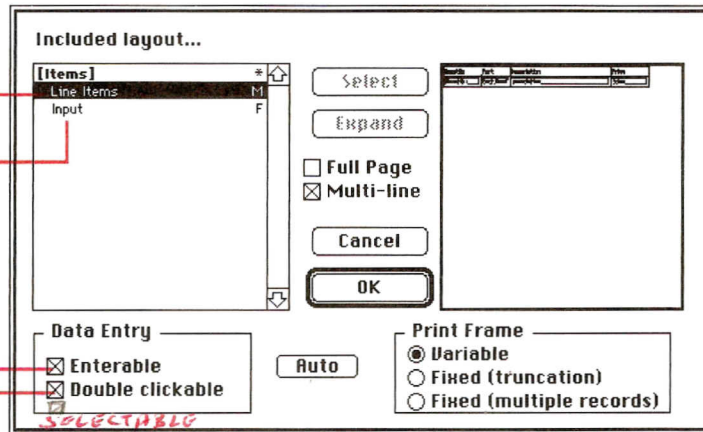 Included layout...
[Items] *
Line Items M
Input F
Select
Expand
Full Page
Multi-line
Cancel
OK
Data Entry
Enterable
Double clickable
SELECTABLE
Auto
Print Frame
Variable
Fixed (truncation)
Fixed (multiple records)